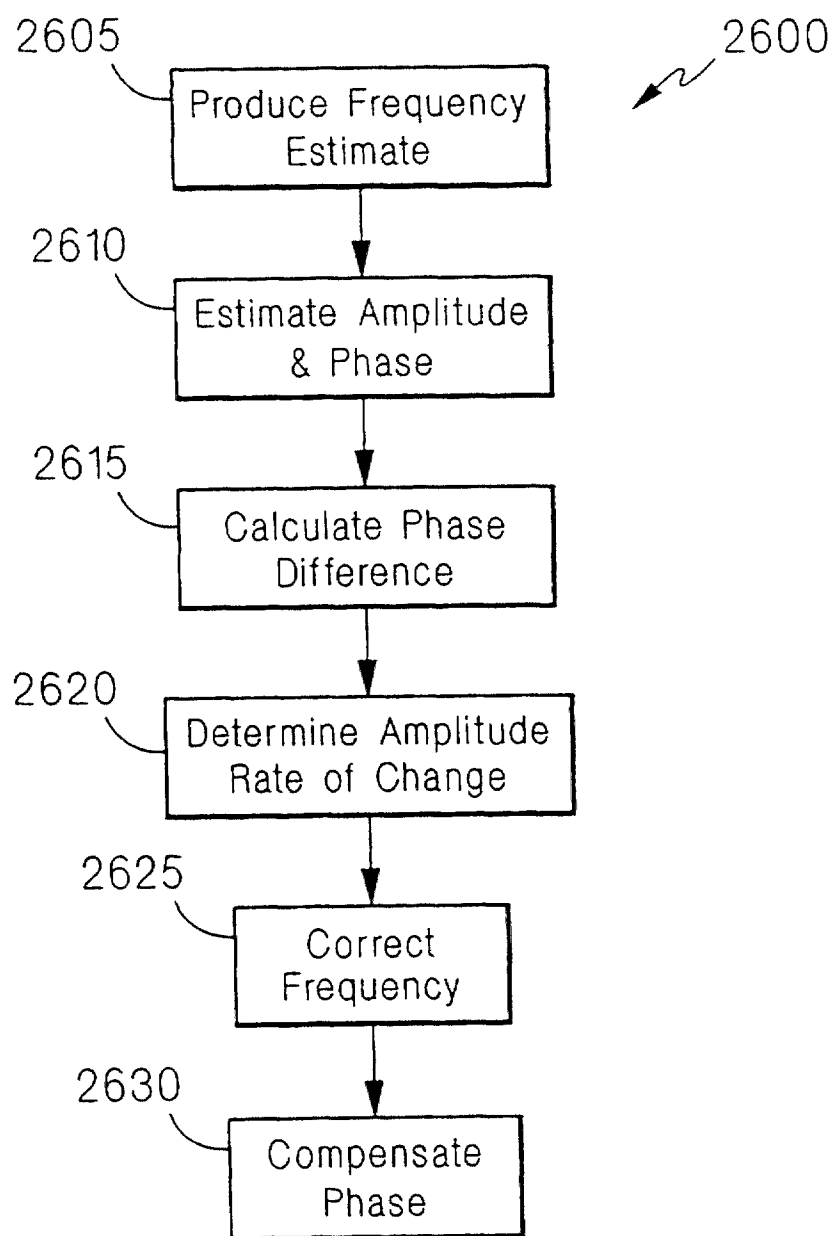 2605
2600
Produce Frequency
Estimate
2610
Estimate Amplitude
& Phase
2615
Calculate Phase
Difference
2620
Determine Amplitude
Rate of Change
2625
Correct
Frequency
2630
Compensate
Phase